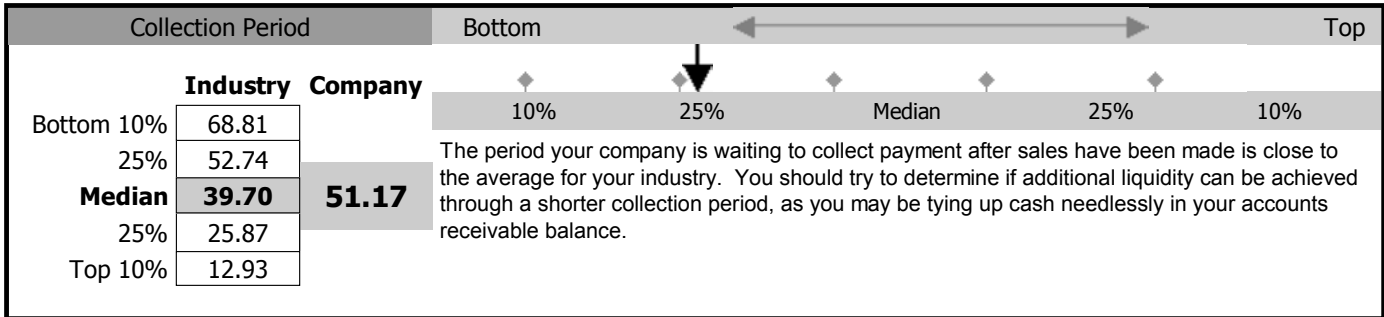 Collection Period
Bottom Top
Industry Company
10% 25% Median 25% 10%
Bottom 10% 68.81
25% 52.74
Median 39.70 51.17
25% 25.87
Top 10% 12.93
The period your company is waiting to collect payment after sales have been made is close to
the average for your industry. You should try to determine if additional liquidity can be achieved
through a shorter collection period, as you may be tying up cash needlessly in your accounts
receivable balance.